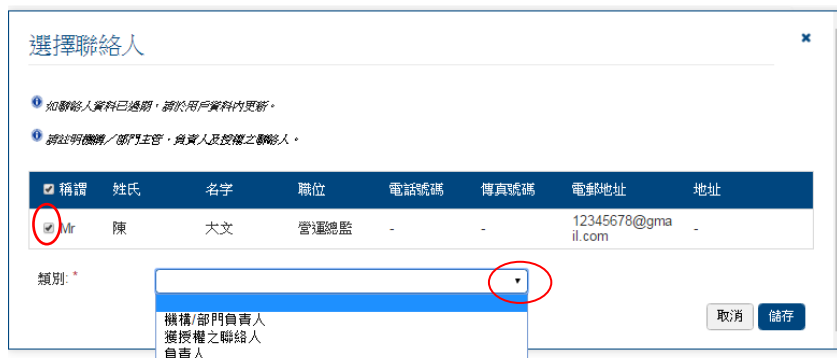 選擇聯絡人
如聯絡人資料已過期，請於用戶資料內更新。
請註明機構／部門主管，負責人及授權之聯絡人。
稱謂 姓氏 名字 職位 電話號碼 傳真號碼 電郵地址 地址
Mr 陳 大文 營運總監 - - 12345678@gma -
il.com
類別: *
機構/部門負責人
獲授權之聯絡人
負責人
取消 儲存